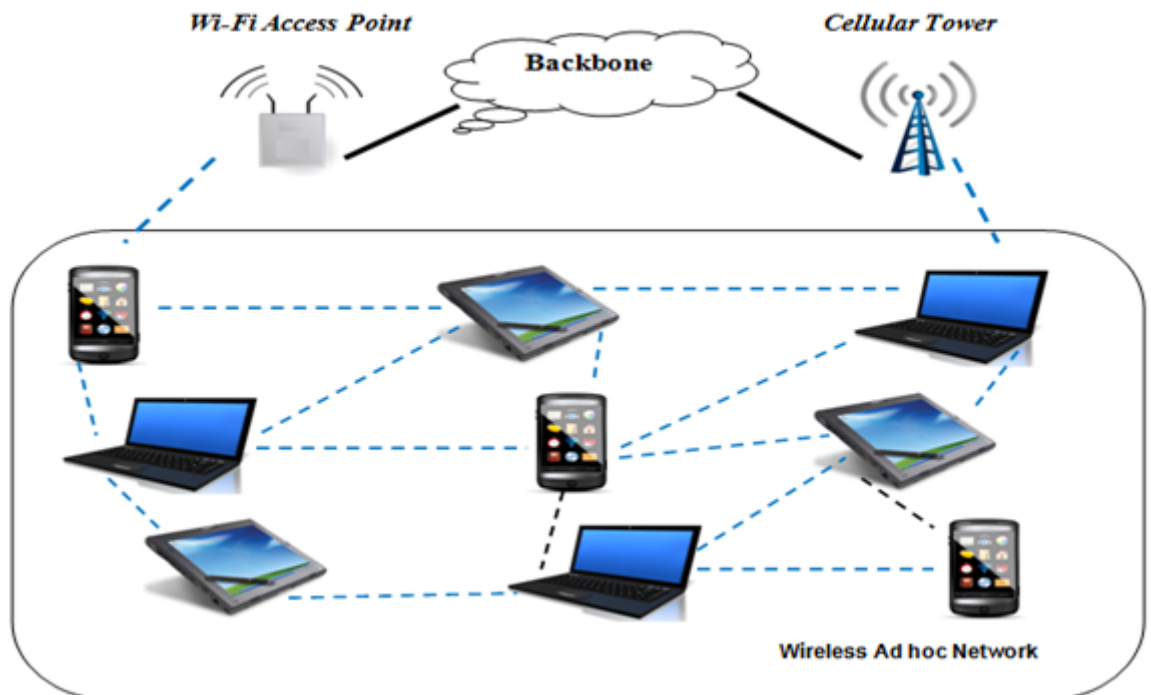 Wi-Fi Access Point
Cellular Tower
Backbone
Wireless Ad hoc Network